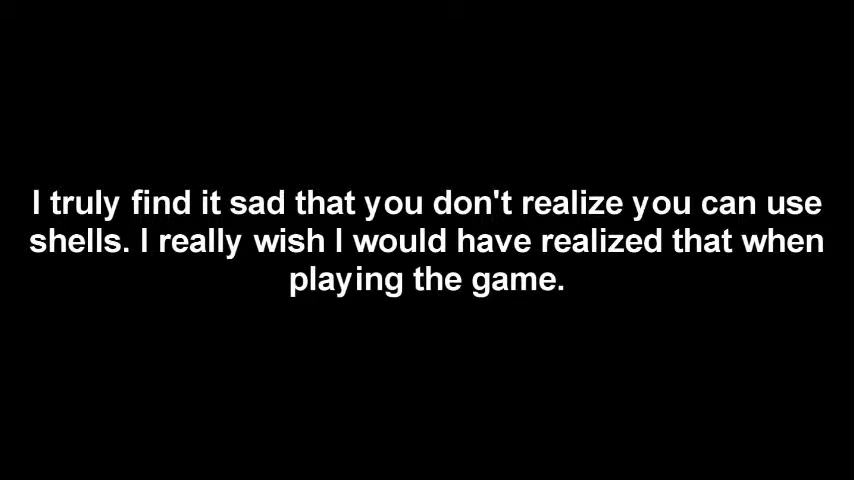 I truly find it sad that you don't realize you can use
shells. I really wish I would have realized that when
playing the game.